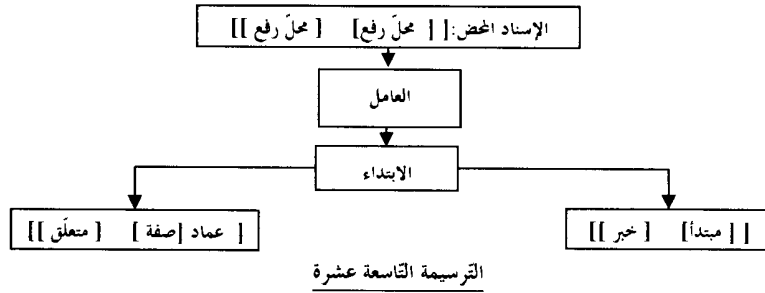 الإسناد المحض: [ [ محلّ رفع] [ محلّ رفع ]]
العامل
الابتداء
[ [ مبتدأ] [ خبر ]]
[ عماد [صفة ] [ متعلّق ]]
التّرسيمة التّاسعة عشرة